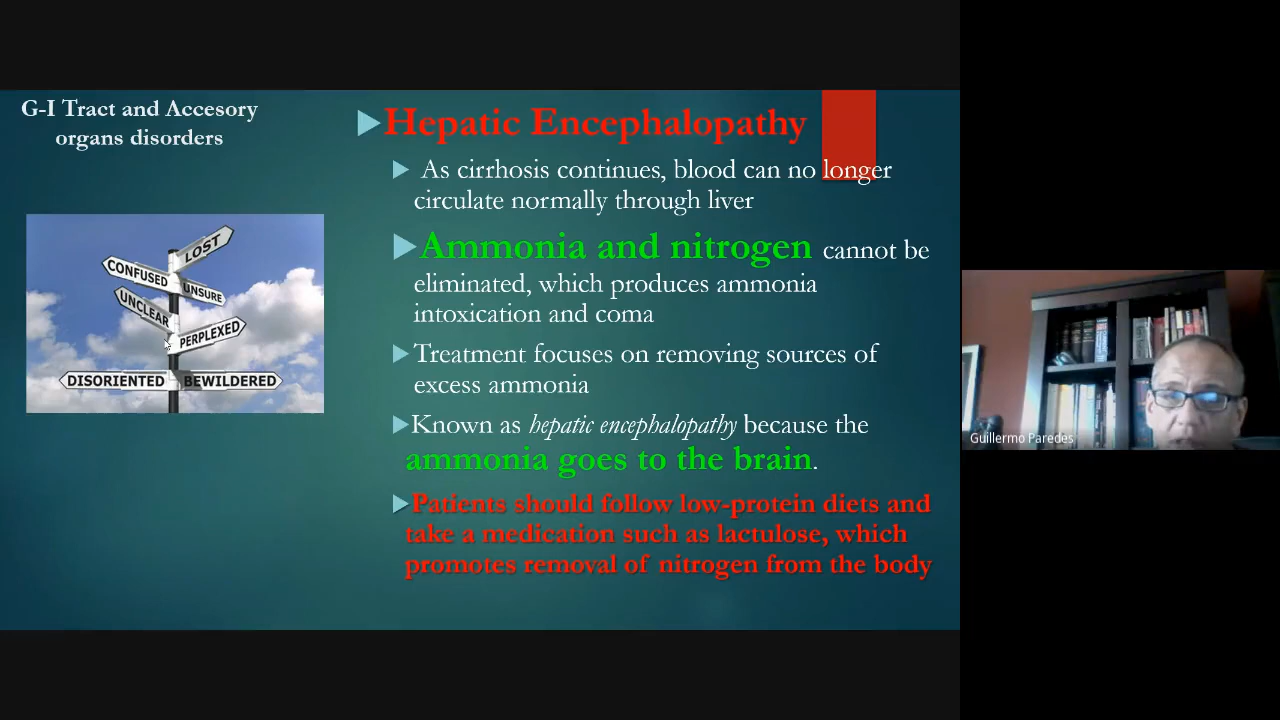 G-I Tract and Accesory
organs disorders
LOST
CONFUSED
UNSURE
UNCLEAR
PERPLEXED
DISORIENTED
BEWILDERED
Hepatic Encephalopathy
As cirrhosis continues, blood can no longer
circulate normally through liver
Ammonia and nitrogen cannot be
eliminated, which produces ammonia
intoxication and coma
Treatment focuses on removing sources of
excess ammonia
Known as hepatic encephalopathy because the
ammonia goes to the brain.
Patients should follow low-protein diets and
take a medication such as lactulose, which
promotes removal of nitrogen from the body
Guillermo Paredes